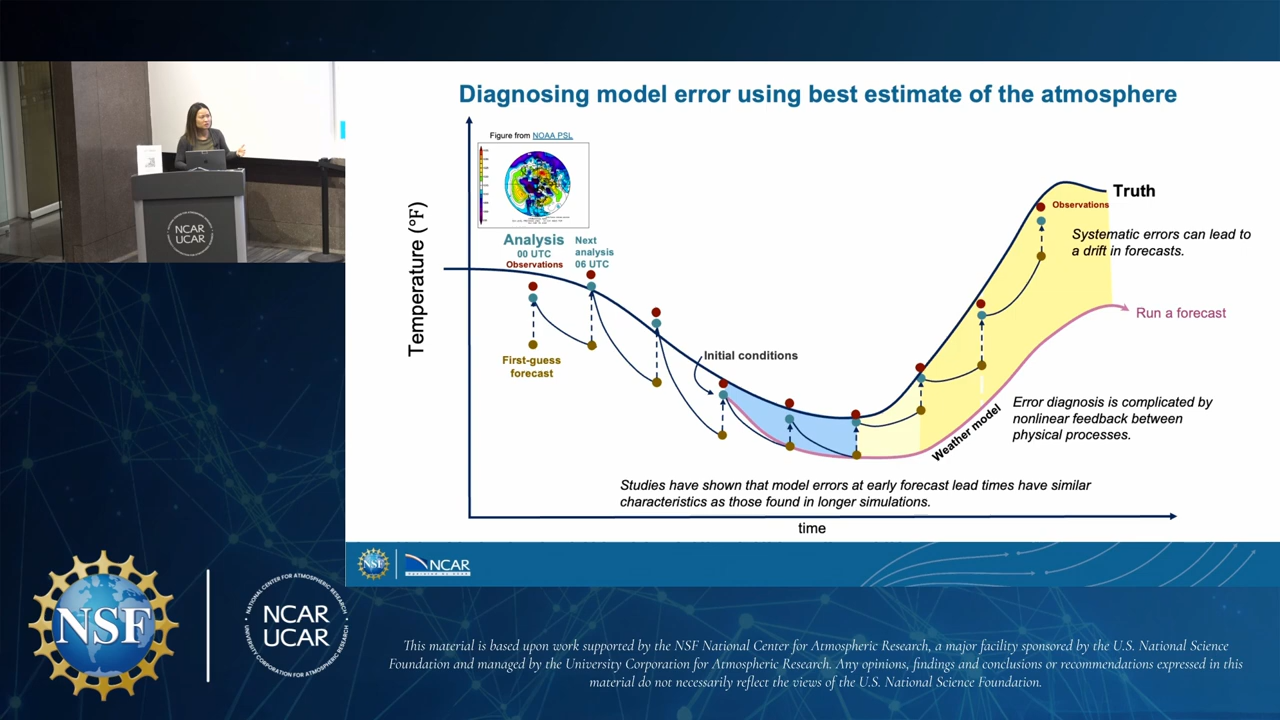 Diagnosing model error using best estimate of the atmosphere
Figure from NOAA PSL
Temperature (°F)
Analysis
00 UTC
Observations
Next
analysis
06 UTC
First-guess
forecast
Initial conditions
Truth
Observations
Systematic errors can lead to
a drift in forecasts.
Run a forecast
Error diagnosis is complicated by
nonlinear feedback between
physical processes.
Weather model
Studies have shown that model errors at early forecast lead times have similar
characteristics as those found in longer simulations.
time
NCAR
UCAR
NCAR
NSF
NATIONAL CENTER FOR ATMOSPHERIC RESEARCH
NCAR
UCAR
UNIVERSITY CORPORATION FOR ATMOSPHERIC RESEARCH
This material is based upon work supported by the NSF National Center for Atmospheric Research, a major facility sponsored by the U.S. National Science
Foundation and managed by the University Corporation for Atmospheric Research. Any opinions, findings and conclusions or recommendations expressed in this
material do not necessarily reflect the views of the U.S. National Science Foundation.